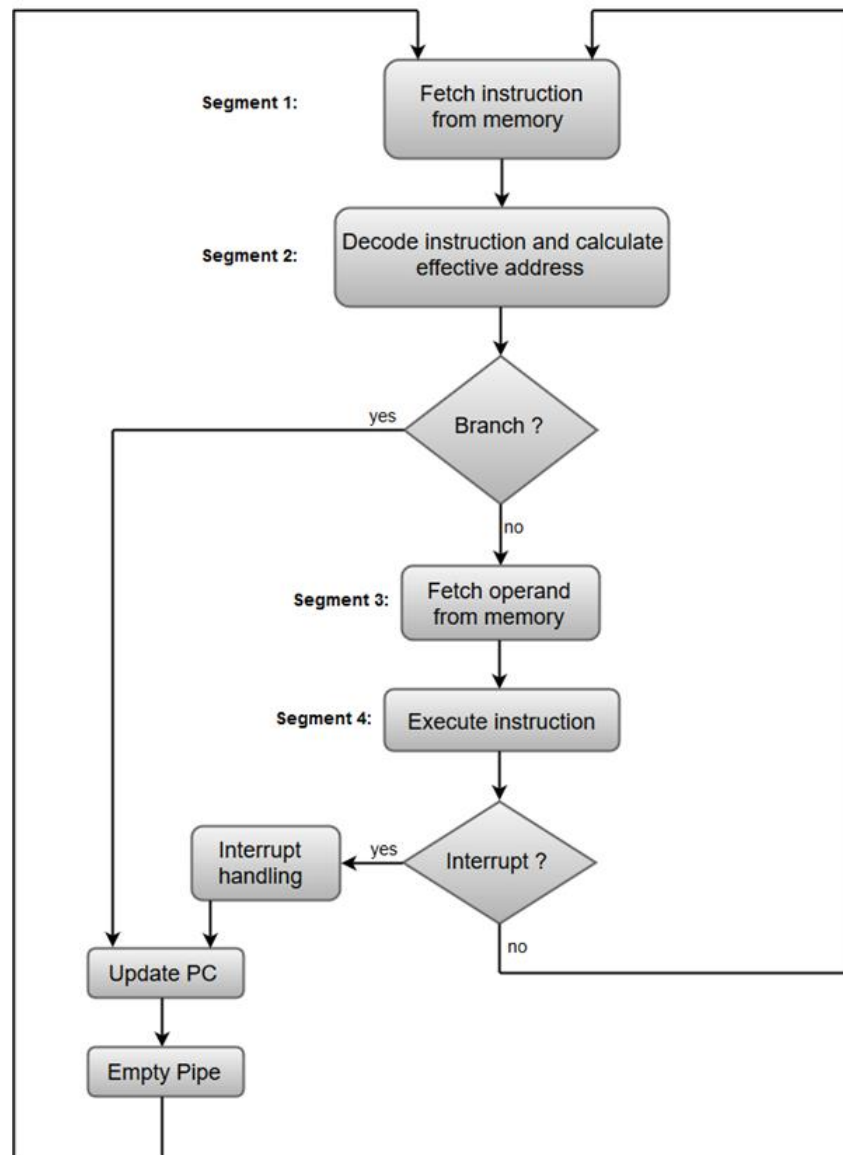 Segment 1:
Fetch instruction
from memory
Segment 2:
Decode instruction and calculate
effective address
Branch ?
yes
no
Segment 3:
Fetch operand
from memory
Segment 4:
Execute instruction
Interrupt ?
yes
Interrupt
handling
no
Update PC
Empty Pipe